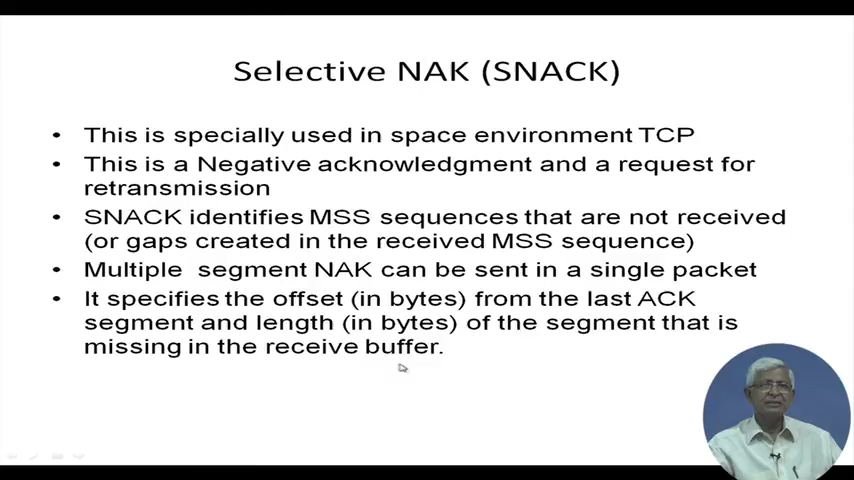 Selective NAK (SNACK)
• This is specially used in space environment TCP
• This is a Negative acknowledgment and a request for
retransmission
• SNACK identifies MSS sequences that are not received
(or gaps created in the received MSS sequence)
• Multiple segment NAK can be sent in a single packet
• It specifies the offset (in bytes) from the last ACK
segment and length (in bytes) of the segment that is
missing in the receive buffer.